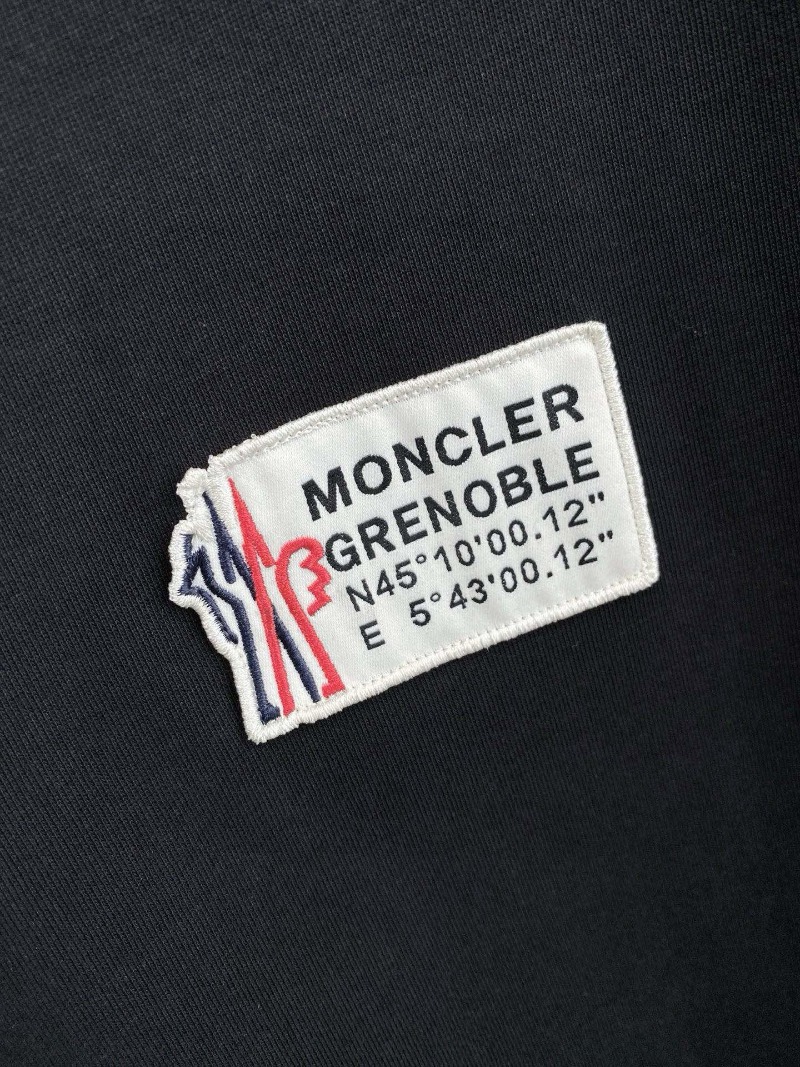 MONCLER
GRENOBLE
N45°10'00.12"
E 5°43'00.12"